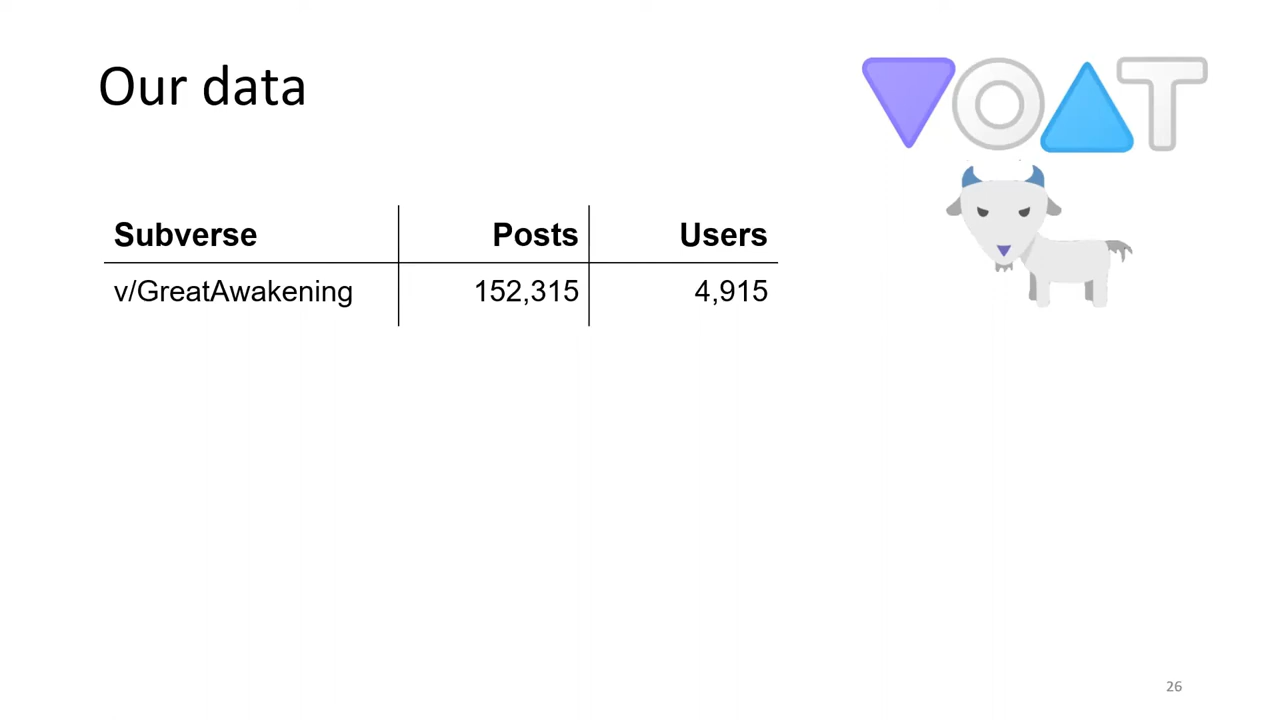 Our data
VOAT
Subverse Posts Users
v/GreatAwakening 152,315 4,915
26